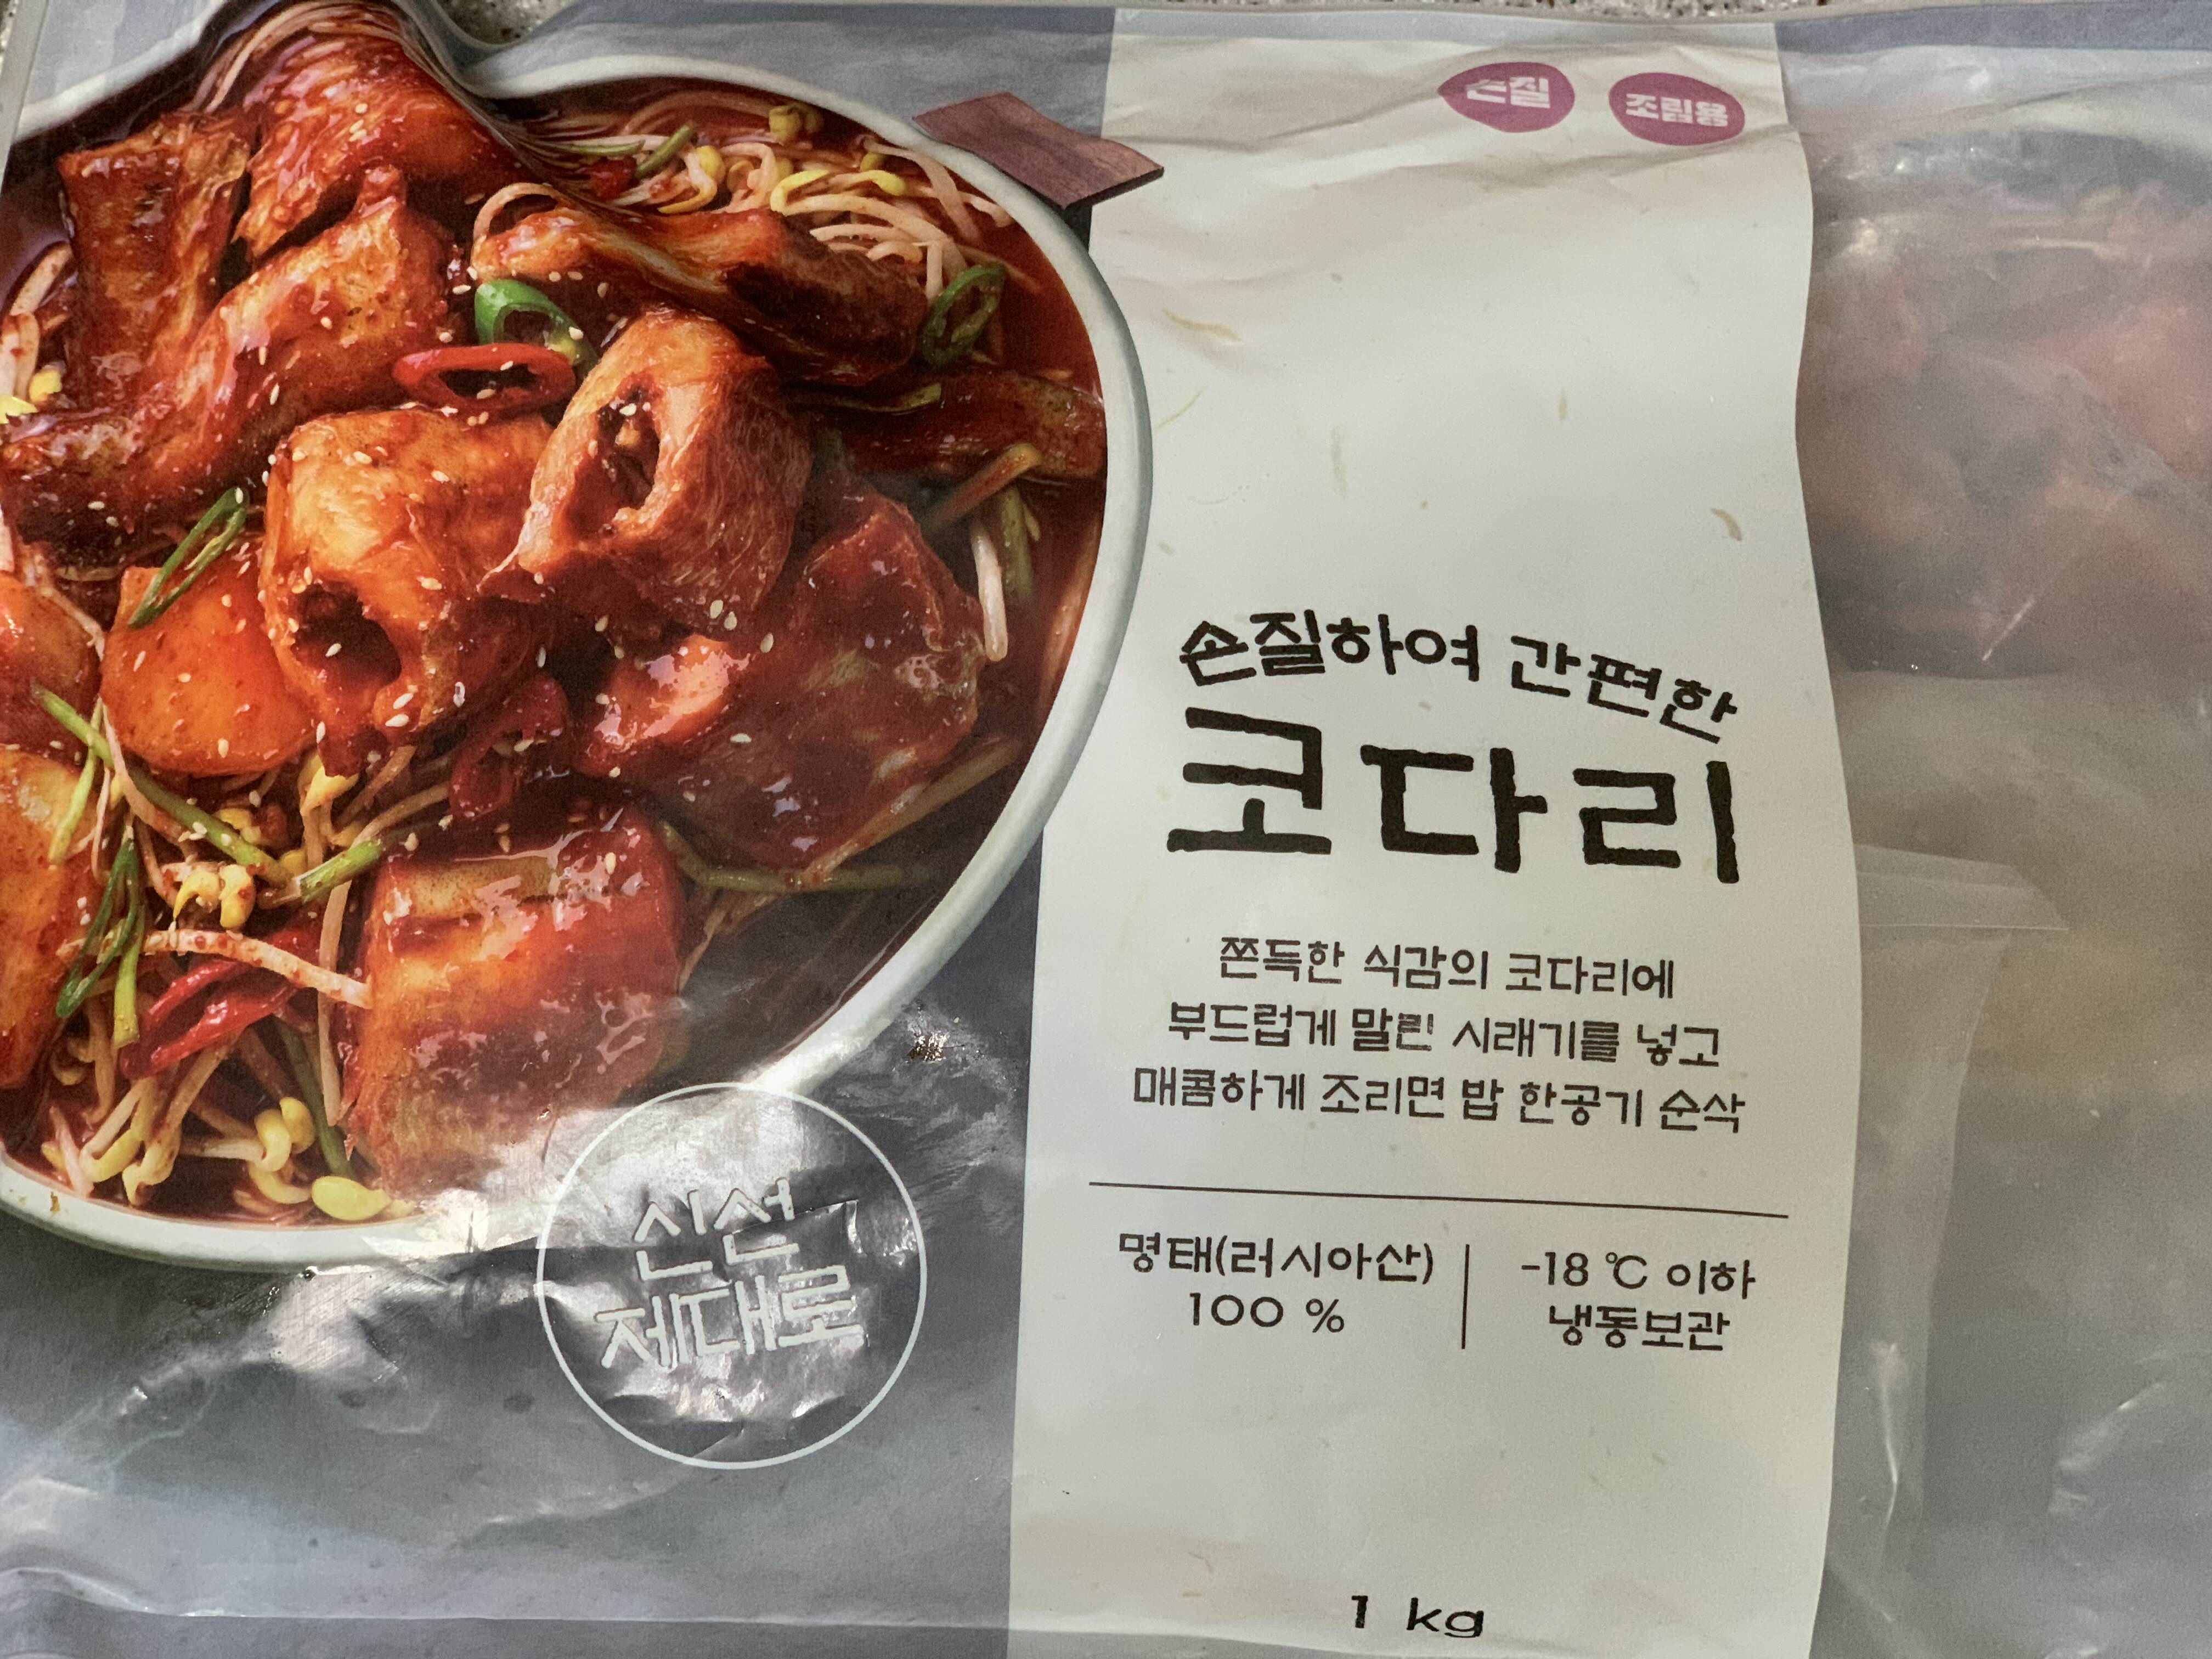 손질
조림용
손질하여 간편한
코다리
쫀득한 식감의 코다리에
부드럽게 말린 시래기를 넣고
매콤하게 조리면 밥 한공기 순삭
명태(러시아산)
100 %
-18 ℃ 이하
냉동보관
신선
제대로
1 kg